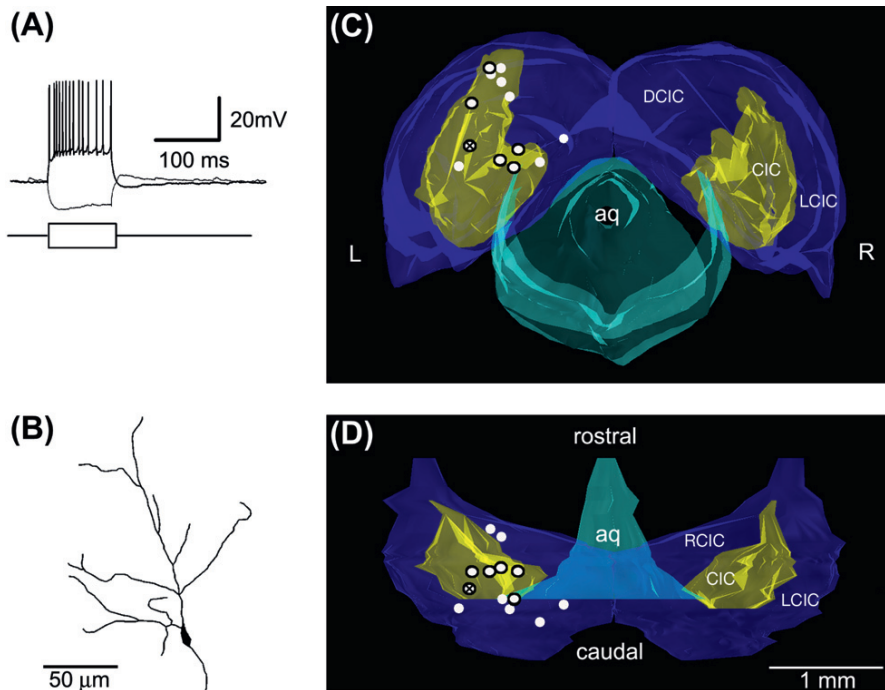 (A)
20mV
100 ms
(B)
50 µm
(C)
DCIC
CIC
LCIC
aq
L
R
(D)
rostral
aq
RCIC
CIC
LCIC
caudal
1 mm